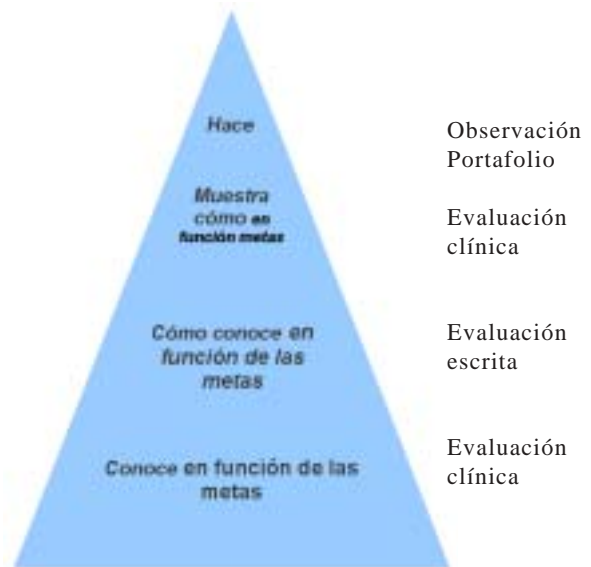 Hace
Observación
Portafolio
Muestra
cómo en
función metas
Evaluación
clínica
Cómo conoce en
función de las
metas
Evaluación
escrita
Conoce en función de las
metas
Evaluación
clínica